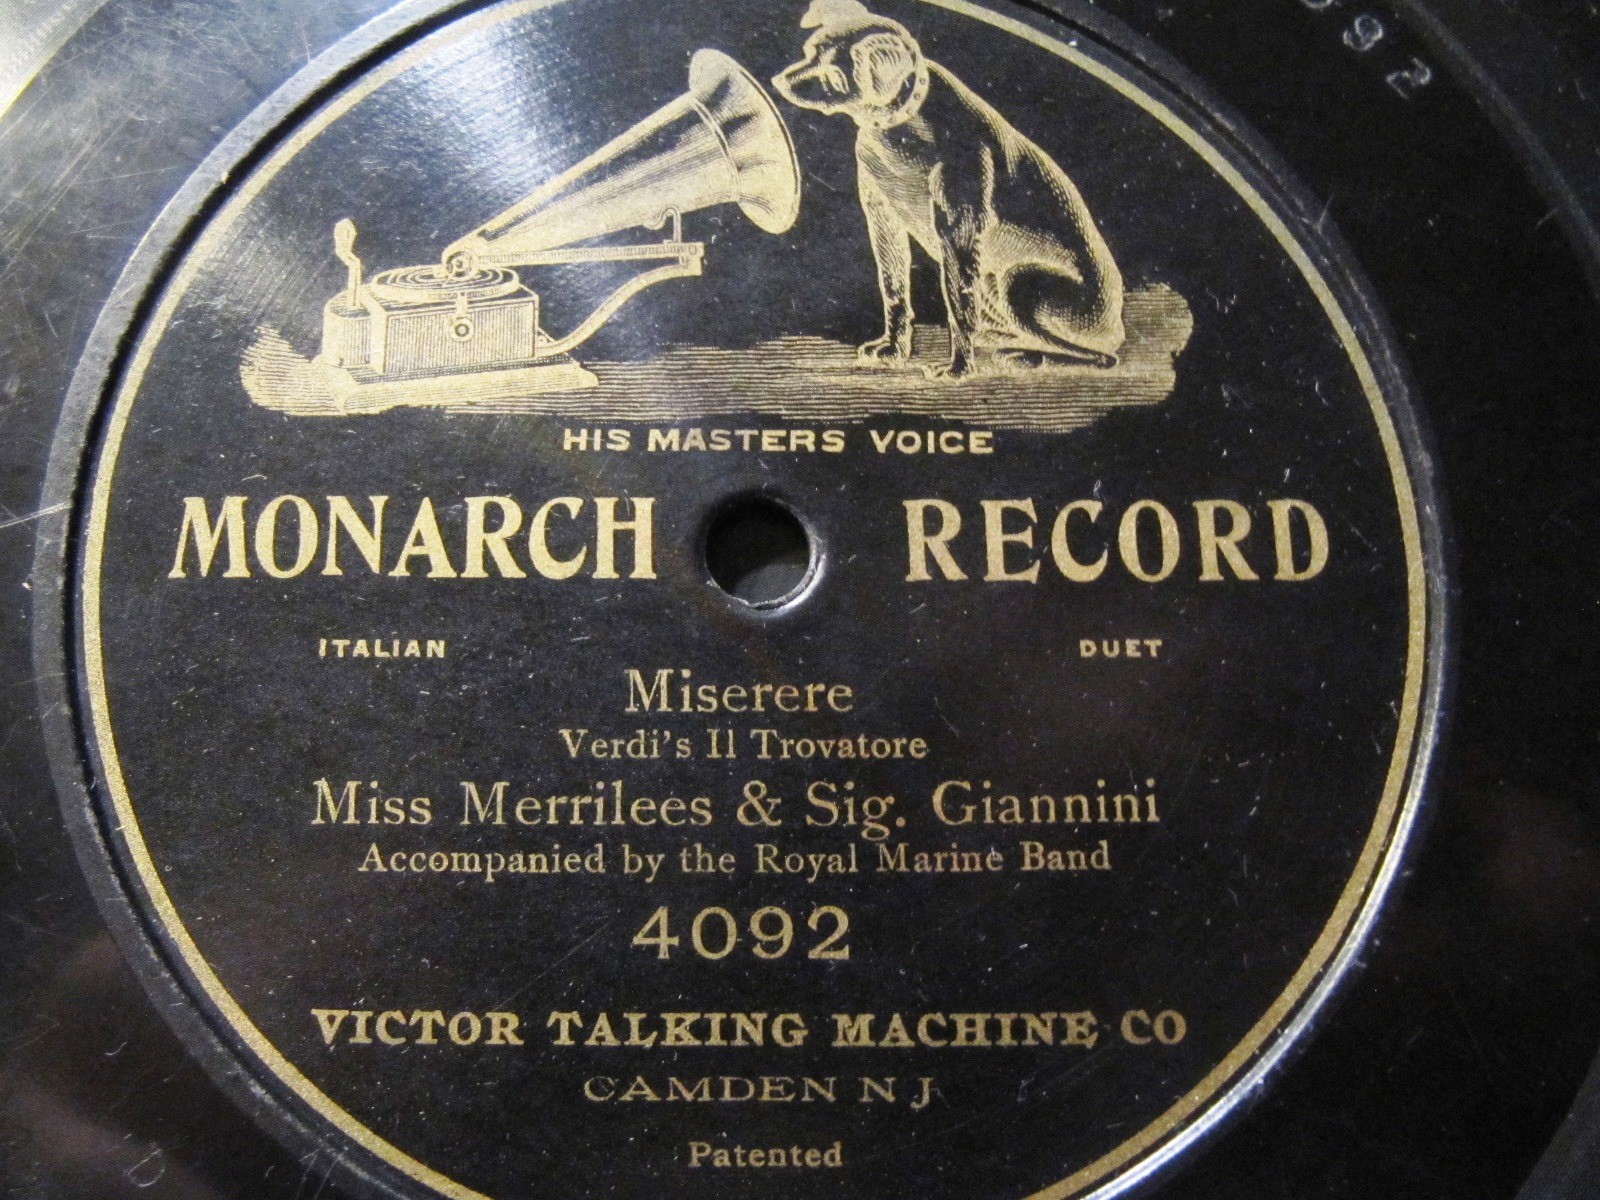 HIS MASTERS VOICE
MONARCH RECORD
ITALIAN DUET
Miserere
Verdi's Il Trovatore
Miss Merrilees & Sig. Giannini
Accompanied by the Royal Marine Band
4092
VICTOR TALKING MACHINE CO
CAMDEN N J
Patented